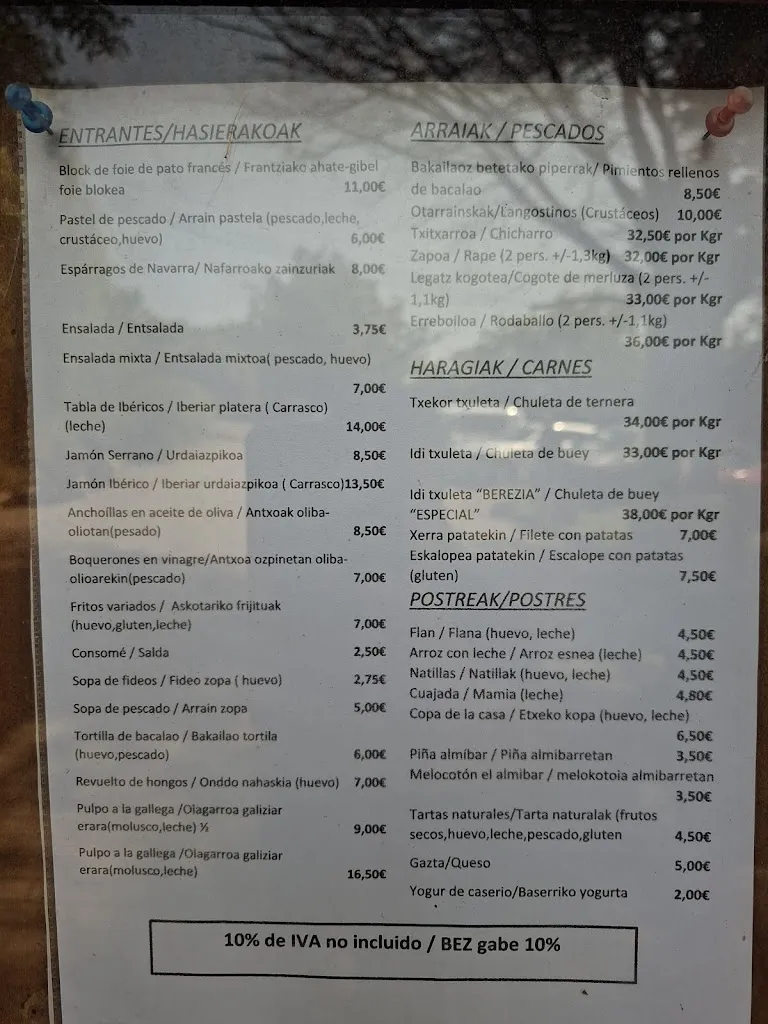 ENTRANTES/HASIERAKOAK
Block de foie de pato francés / Frantziako ahate-gibel
foie blokea 11,00€
Pastel de pescado / Arrain pastela (pescado,leche,
crustáceo,huevo) 6,00€
Espárragos de Navarra/ Nafarroako zainzuriak 8,00€
Ensalada / Entsalada 3,75€
Ensalada mixta / Entsalada mixtoa( pescado, huevo)
7,00€
Tabla de Ibéricos / Iberiar platera ( Carrasco)
(leche) 14,00€
Jamón Serrano / Urdaiazpikoa 8,50€
Jamón Ibérico / Iberiar urdaiazpikoa ( Carrasco)13,50€
Anchoíllas en aceite de oliva / Antxoak oliba-
oliotan(pesado) 8,50€
Boquerones en vinagre/Antxoa ozpinetan oliba-
olioarekin(pescado) 7,00€
Fritos variados / Askotariko frijituak
(huevo,gluten,leche) 7,00€
Consomé / Salda 2,50€
Sopa de fideos / Fideo zopa ( huevo) 2,75€
Sopa de pescado / Arrain zopa 5,00€
Tortilla de bacalao / Bakailao tortila
(huevo,pescado) 6,00€
Revuelto de hongos / Onddo nahaskia (huevo) 7,00€
Pulpo a la gallega /Olagarroa galiziar
erara(molusco,leche) ½ 9,00€
Pulpo a la gallega /Olagarroa galiziar
erara(molusco,leche) 16,50€
ARRAIAK / PESCADOS
Bakailaoz betetako piperrak/ Pimientos rellenos
de bacalao 8,50€
Otarrainskak/Langostinos (Crustáceos) 10,00€
Txitxarroa / Chicharro 32,50€ por Kgr
Zapoa / Rape (2 pers. +/-1,3kg) 32,00€ por Kgr
Legatz kogotea/Cogote de merluza (2 pers. +/-
1,1kg) 33,00€ por Kgr
Erreboiloa / Rodaballo (2 pers. +/-1,1kg)
36,00€ por Kgr
HARAGIAK / CARNES
Txekor txuleta / Chuleta de ternera
34,00€ por Kgr
Idi txuleta / Chuleta de buey 33,00€ por Kgr
Idi txuleta “BEREZIA” / Chuleta de buey
“ESPECIAL” 38,00€ por Kgr
Xerra patatekin / Filete con patatas 7,00€
Eskalopea patatekin / Escalope con patatas
(gluten) 7,50€
POSTREAK/POSTRES
Flan / Flana (huevo, leche) 4,50€
Arroz con leche / Arroz esnea (leche) 4,50€
Natillas / Natillak (huevo, leche) 4,50€
Cuajada / Mamia (leche) 4,80€
Copa de la casa / Etxeko kopa (huevo, leche)
6,50€
Piña almíbar / Piña almibarretan 3,50€
Melocotón el almibar / melokotoia almibarretan
3,50€
Tartas naturales/Tarta naturalak (frutos
secos,huevo,leche,pescado,gluten 4,50€
Gazta/Queso 5,00€
Yogur de caserio/Baserriko yogurta 2,00€
10% de IVA no incluido / BEZ gabe 10%